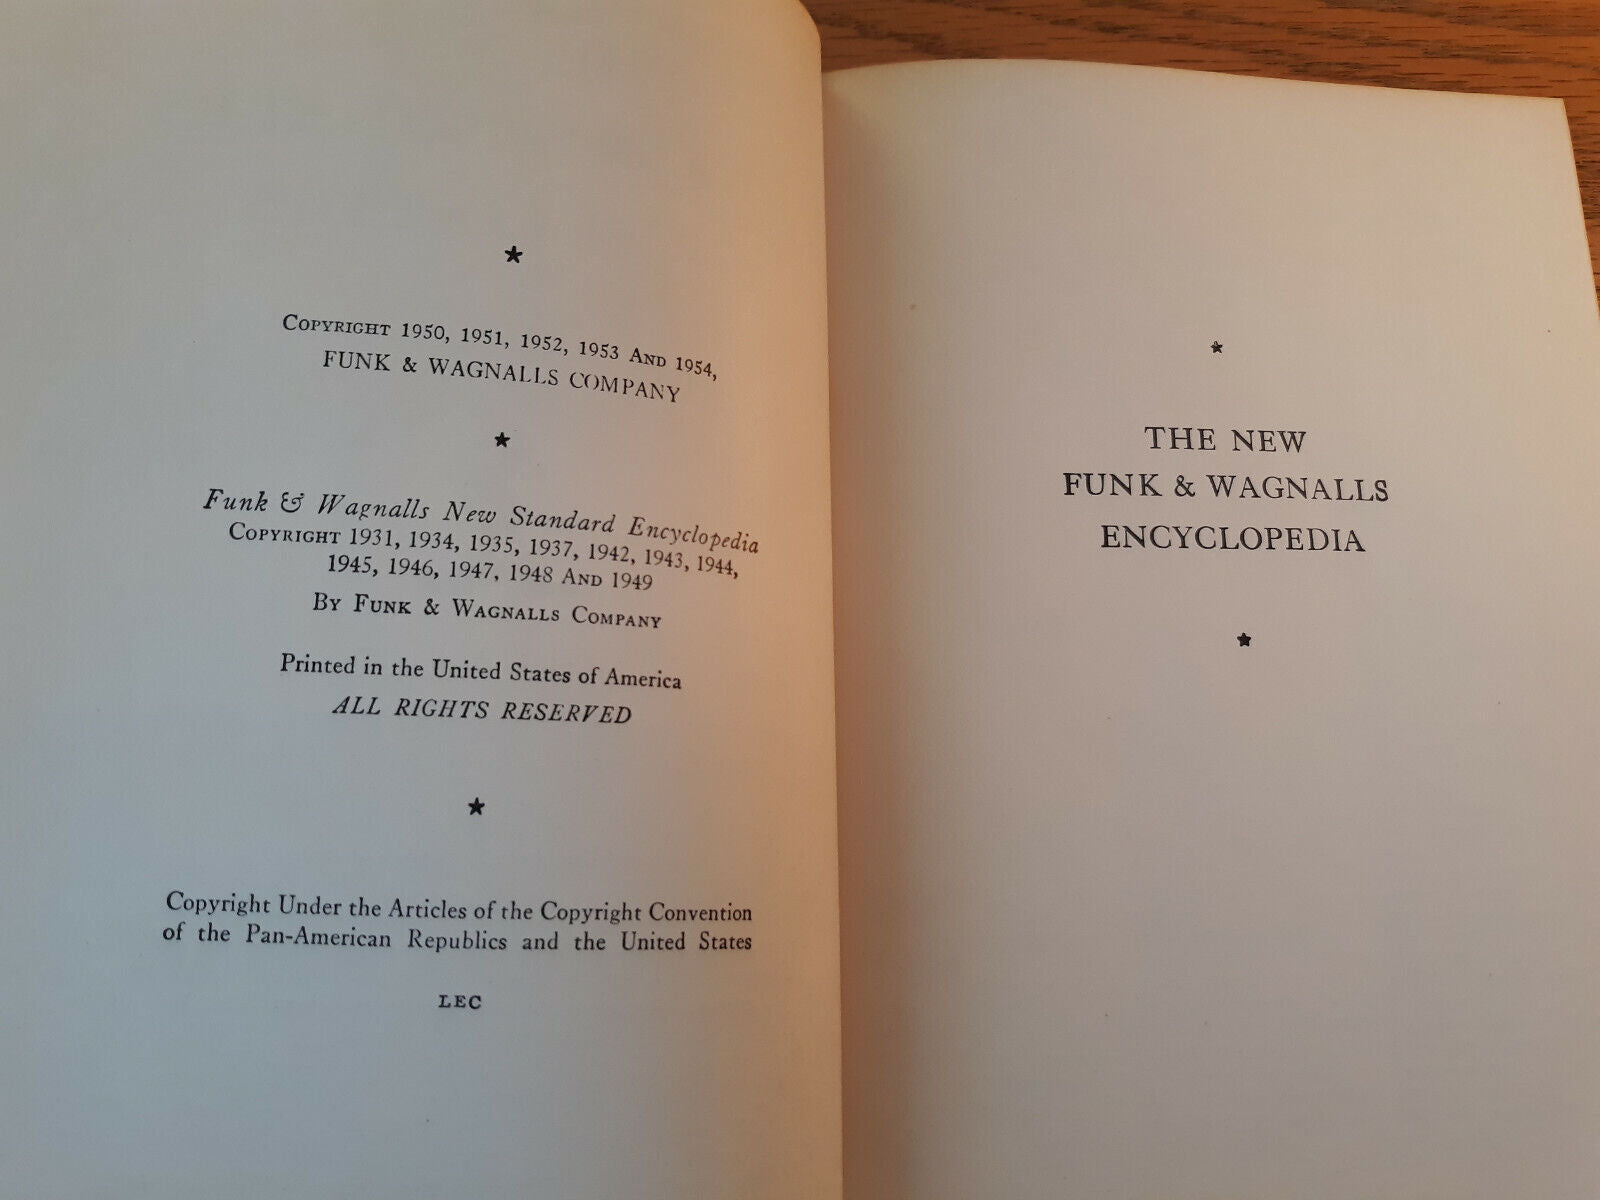 COPYRIGHT 1950, 1951, 1952, 1953 AND 1954,
FUNK & WAGNALLS COMPANY
Funk & Wagnalls New Standard Encyclopedia
COPYRIGHT 1931, 1934, 1935, 1937, 1942, 1943, 1944,
1945, 1946, 1947, 1948 AND 1949
BY FUNK & WAGNALLS COMPANY
Printed in the United States of America
ALL RIGHTS RESERVED
Copyright Under the Articles of the Copyright Convention
of the Pan-American Republics and the United States
LEC
THE NEW
FUNK & WAGNALLS
ENCYCLOPEDIA